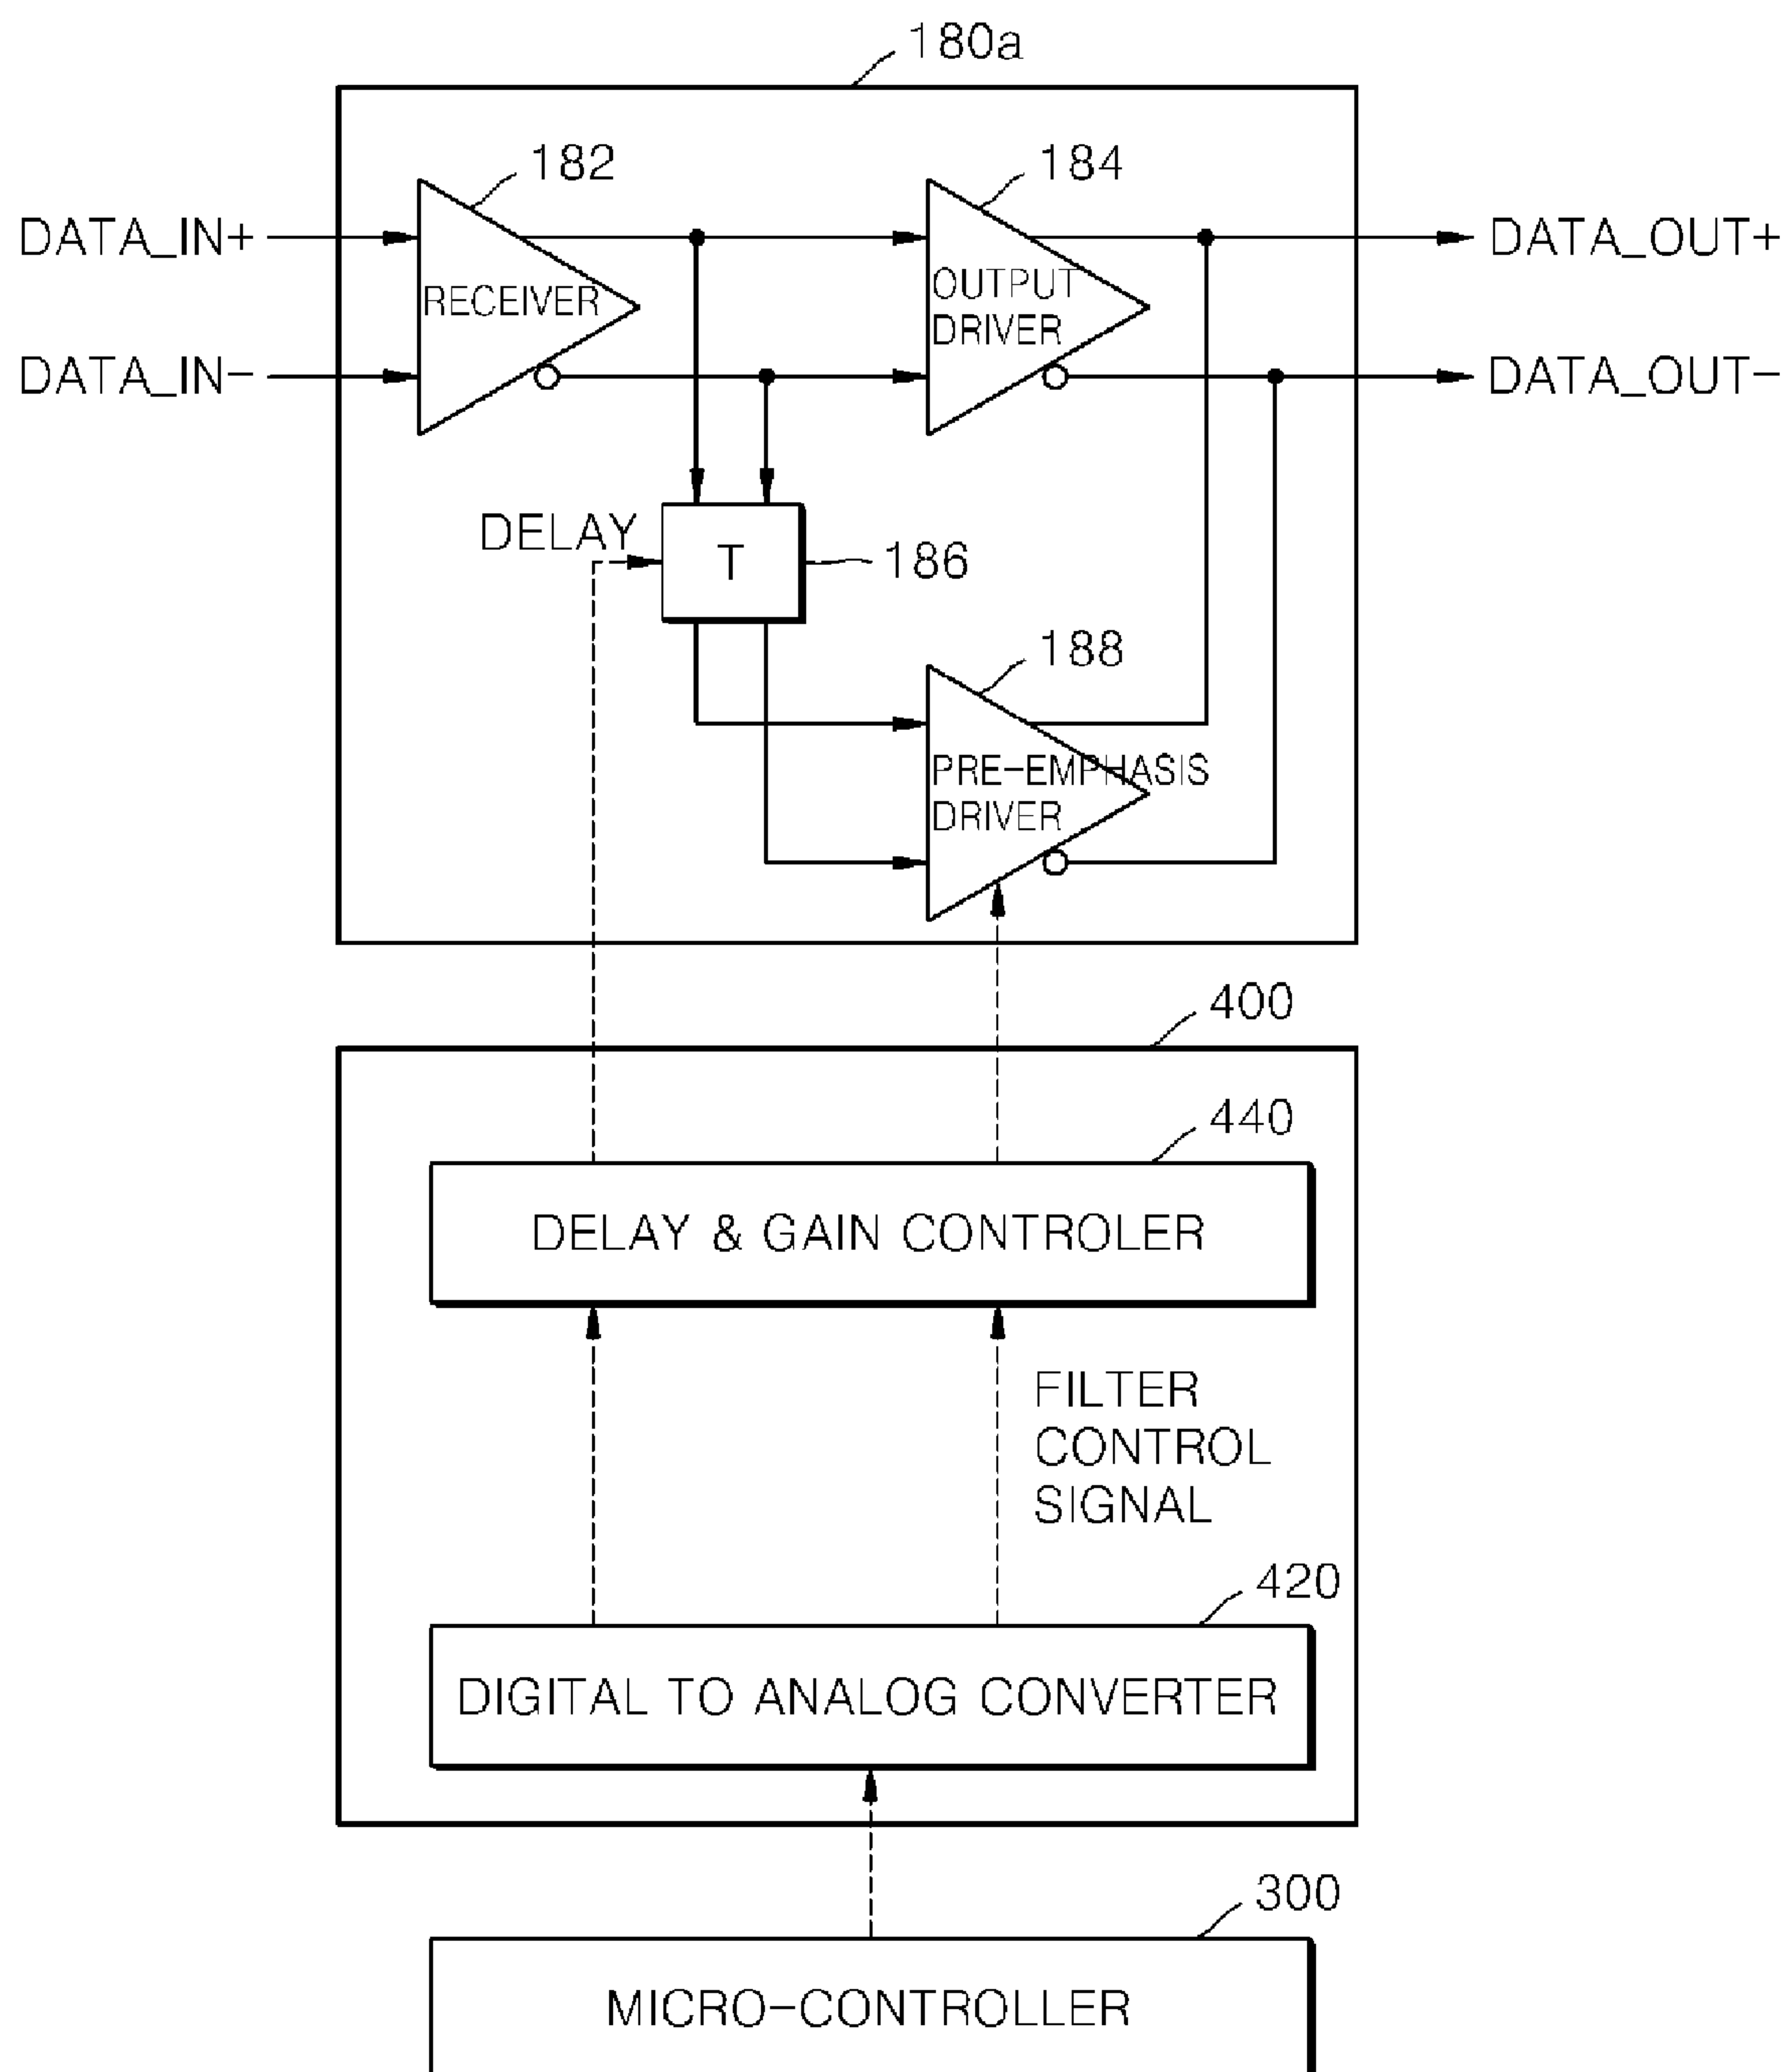 180a
182
184
DATA_IN+
DATA_OUT+
RECEIVER
OUTPUT
DRIVER
DATA_IN-
DATA_OUT-
DELAY
T
186
188
PRE-EMPHASIS
DRIVER
400
440
DELAY & GAIN CONTROLER
FILTER
CONTROL
SIGNAL
420
DIGITAL TO ANALOG CONVERTER
300
MICRO-CONTROLLER